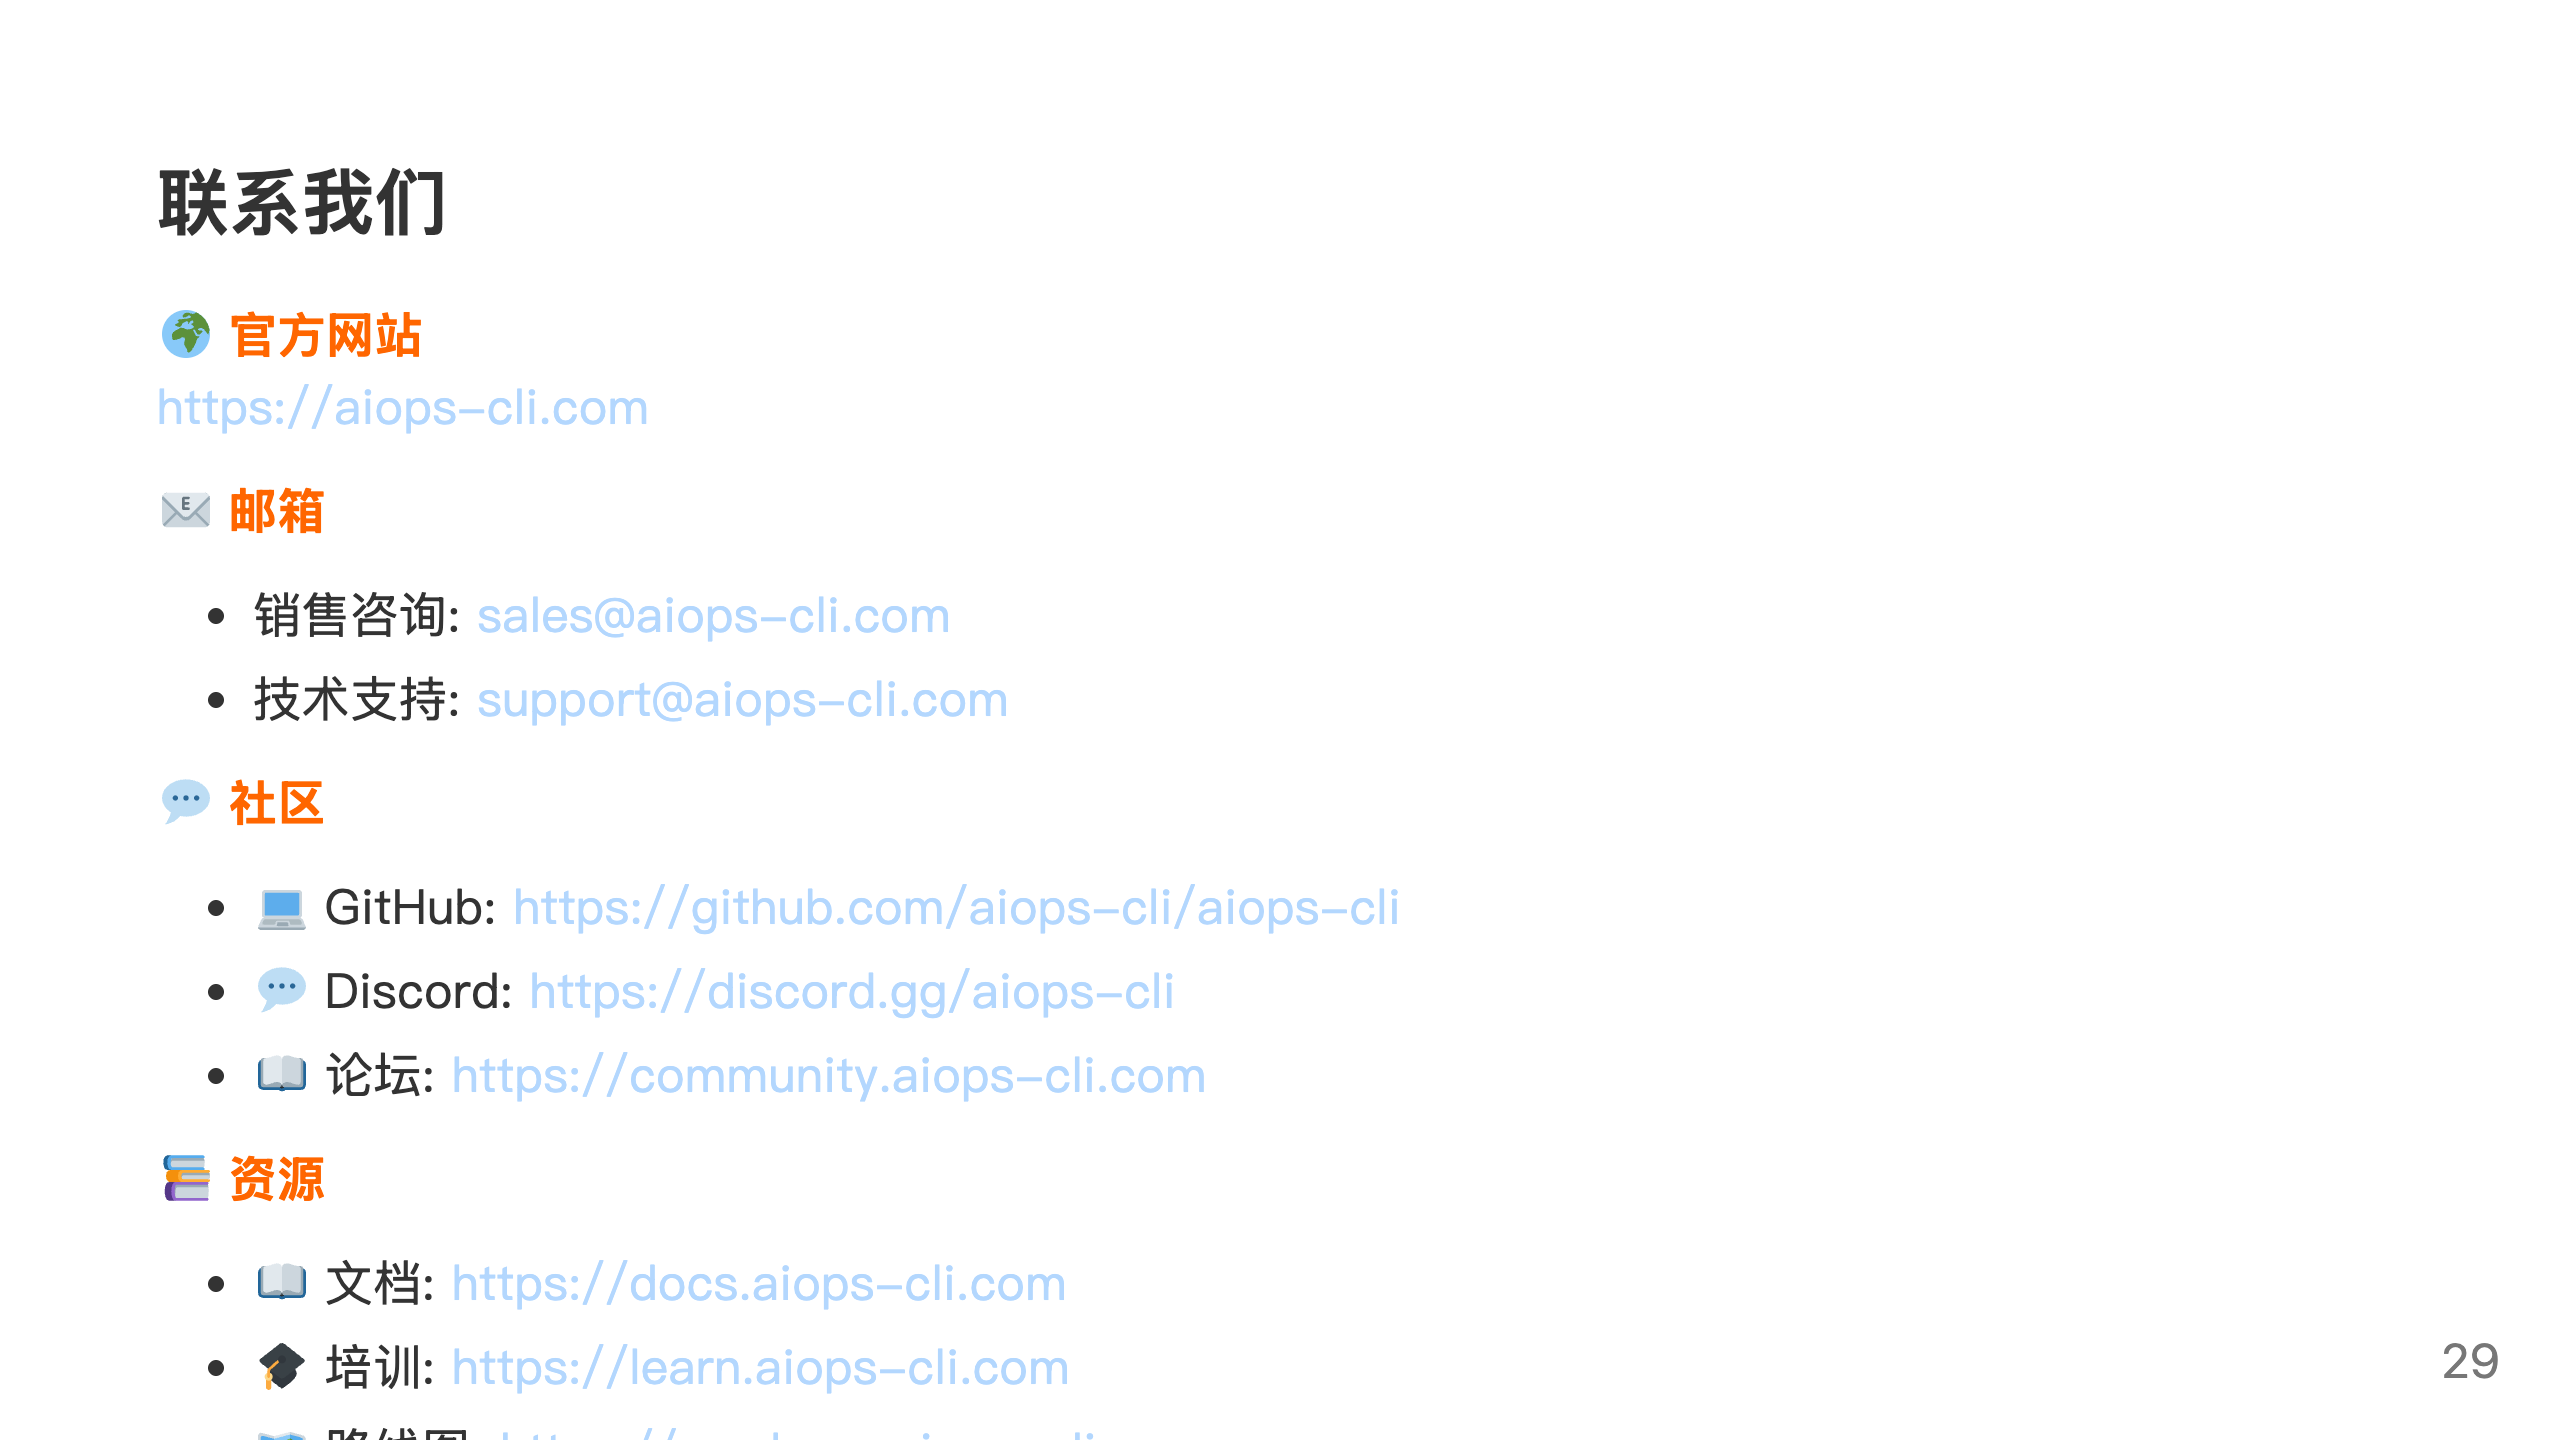 联系我们
官方网站
https://aiops-cli.com
邮箱
销售咨询: sales@aiops-cli.com
技术支持: support@aiops-cli.com
社区
GitHub: https://github.com/aiops-cli/aiops-cli
Discord: https://discord.gg/aiops-cli
论坛: https://community.aiops-cli.com
资源
文档: https://docs.aiops-cli.com
培训: https://learn.aiops-cli.com
29